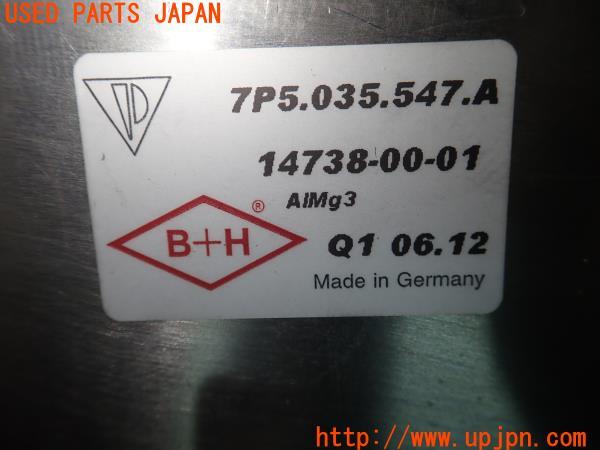 USED PARTS JAPAN
7P5.035.547.A
14738-00-01
AlMg3
B+H®
Q1 06.12
Made in Germany
UPJ
http://www.upjpn.com/